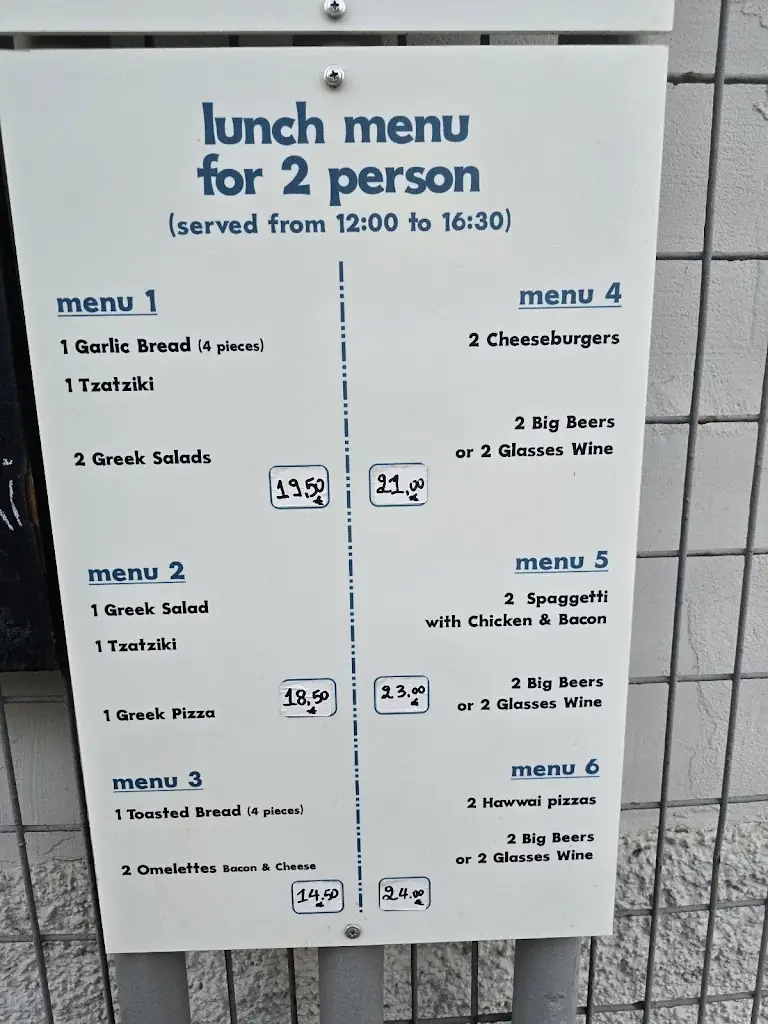 lunch menu
for 2 person
(served from 12:00 to 16:30)
menu 1
1 Garlic Bread (4 pieces)
1 Tzatziki
2 Greek Salads
19,50 €
menu 2
1 Greek Salad
1 Tzatziki
1 Greek Pizza
18,50 €
menu 3
1 Toasted Bread (4 pieces)
2 Omelettes Bacon & Cheese
14,50 €
menu 4
2 Cheeseburgers
2 Big Beers
or 2 Glasses Wine
21,00 €
menu 5
2 Spaggetti
with Chicken & Bacon
2 Big Beers
or 2 Glasses Wine
23,00 €
menu 6
2 Hawwai pizzas
2 Big Beers
or 2 Glasses Wine
24,00 €